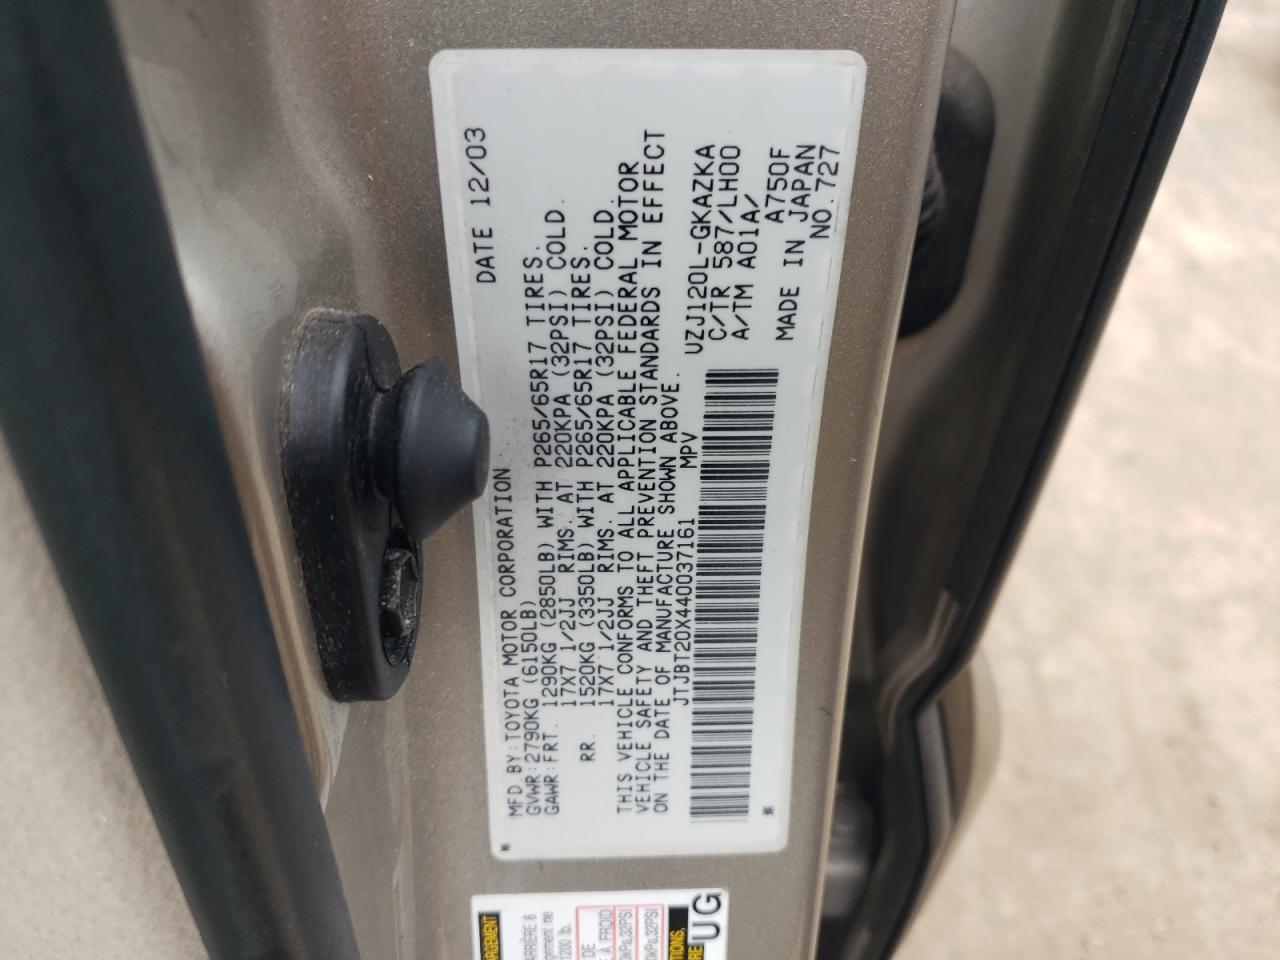 DATE 12/03
MFD. BY: TOYOTA MOTOR CORPORATION
GVWR: 2790KG (6150LB)
GAWR: FRT. 1290KG (2850LB) WITH P265/65R17 TIRES.
17X7 1/2JJ RIMS. AT 220KPA (32PSI) COLD.
RR. 1520KG (3350LB) WITH P265/65R17 TIRES.
17X7 1/2JJ RIMS. AT 220KPA (32PSI) COLD.
THIS VEHICLE CONFORMS TO ALL APPLICABLE FEDERAL MOTOR
VEHICLE SAFETY AND THEFT PREVENTION STANDARDS IN EFFECT
ON THE DATE OF MANUFACTURE SHOWN ABOVE.
JTJBT20X440037161 MPV
UZJ120L-GKAZKA
C/TR 587/LH00
A/TM A01A/
A750F
MADE IN JAPAN
NO. 727
* *
UG